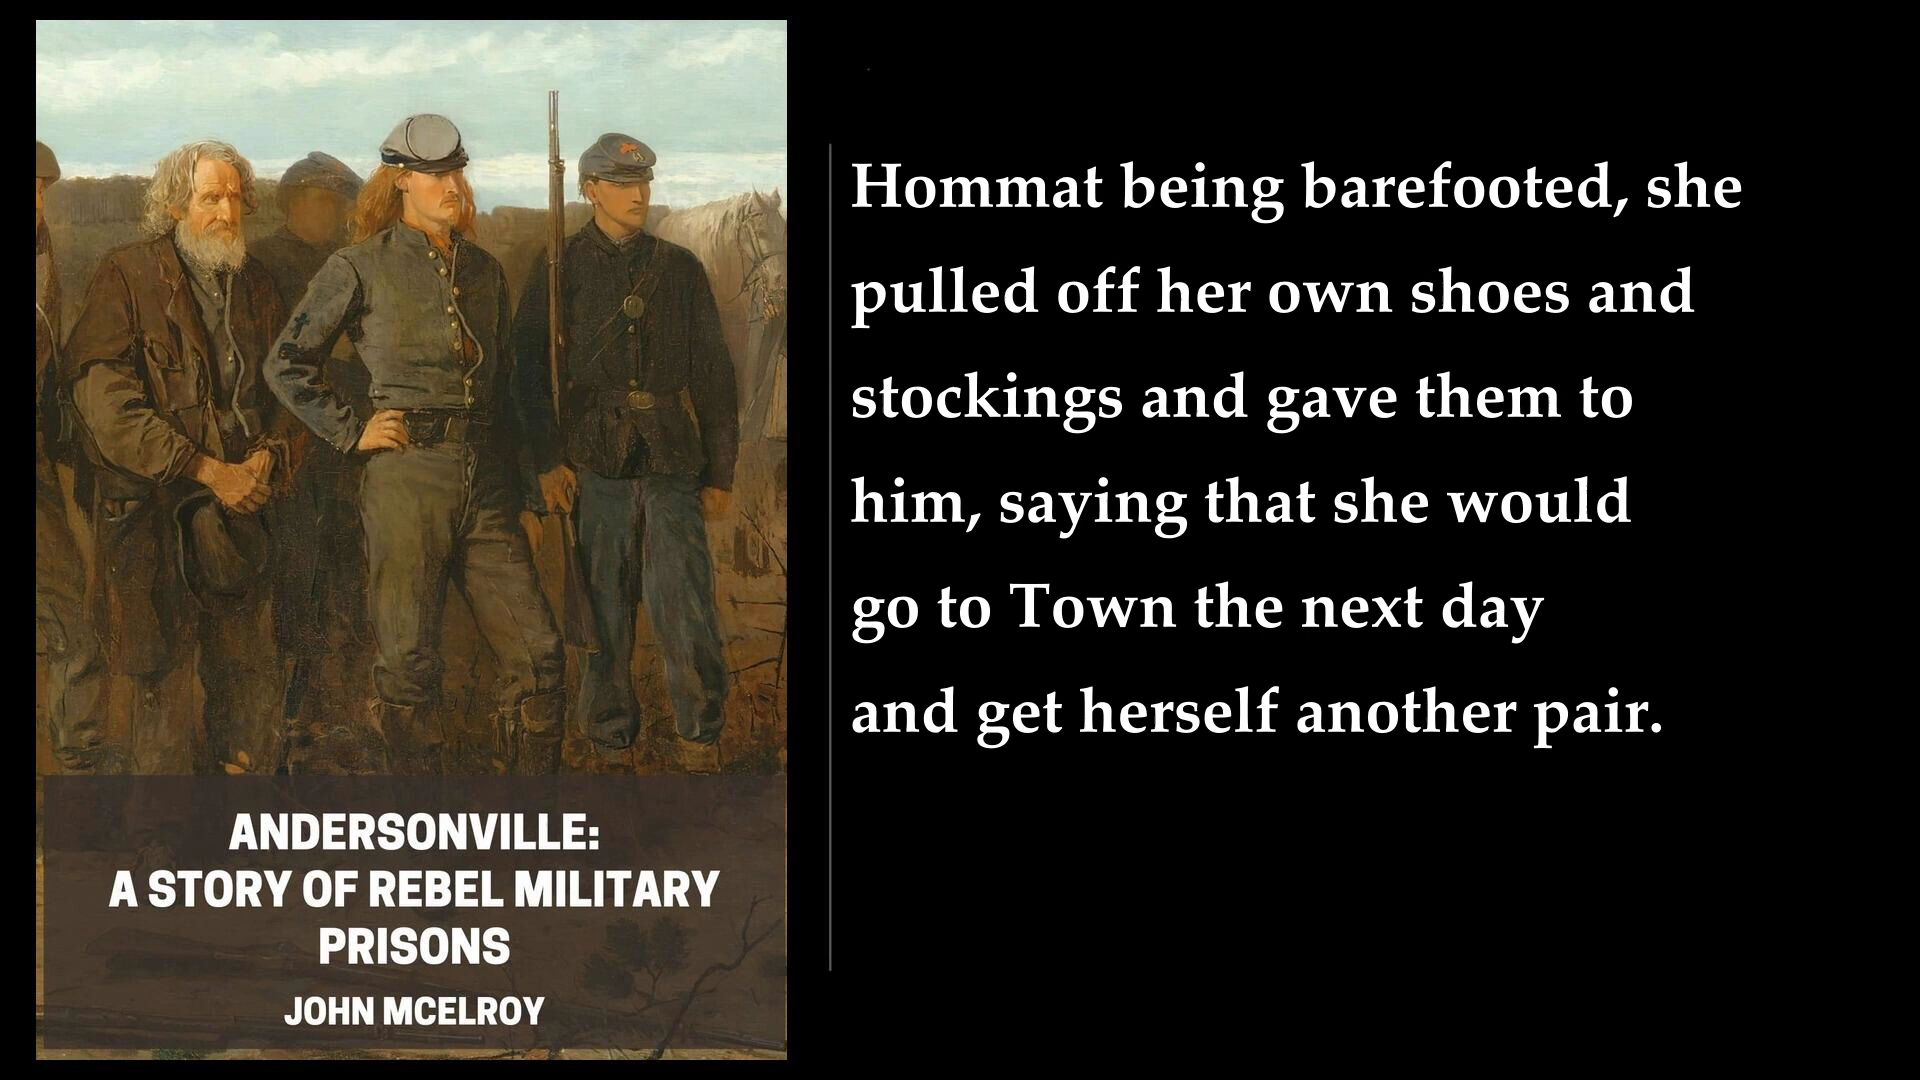 ANDERSONVILLE:
A STORY OF REBEL MILITARY
PRISONS
JOHN MCELROY
Hommat being barefooted, she
pulled off her own shoes and
stockings and gave them to
him, saying that she would
go to Town the next day
and get herself another pair.